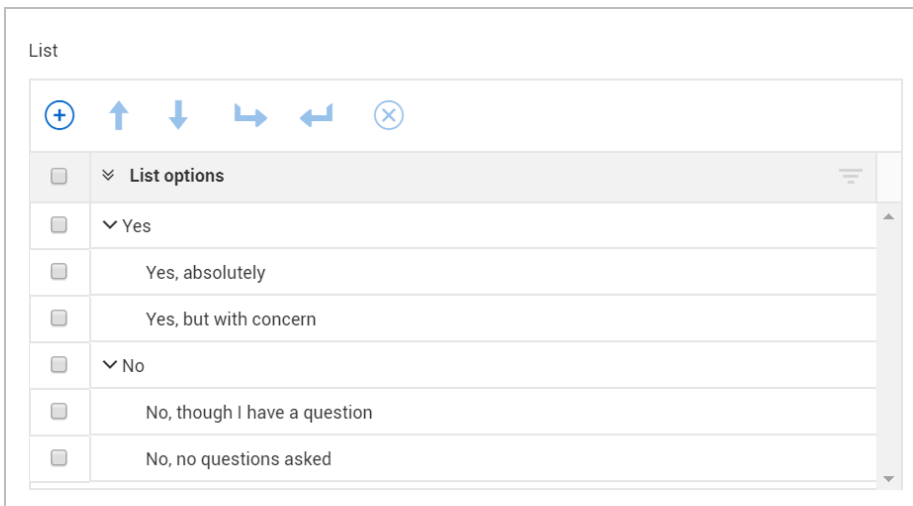 List
List options
Yes
Yes, absolutely
Yes, but with concern
No
No, though I have a question
No, no questions asked